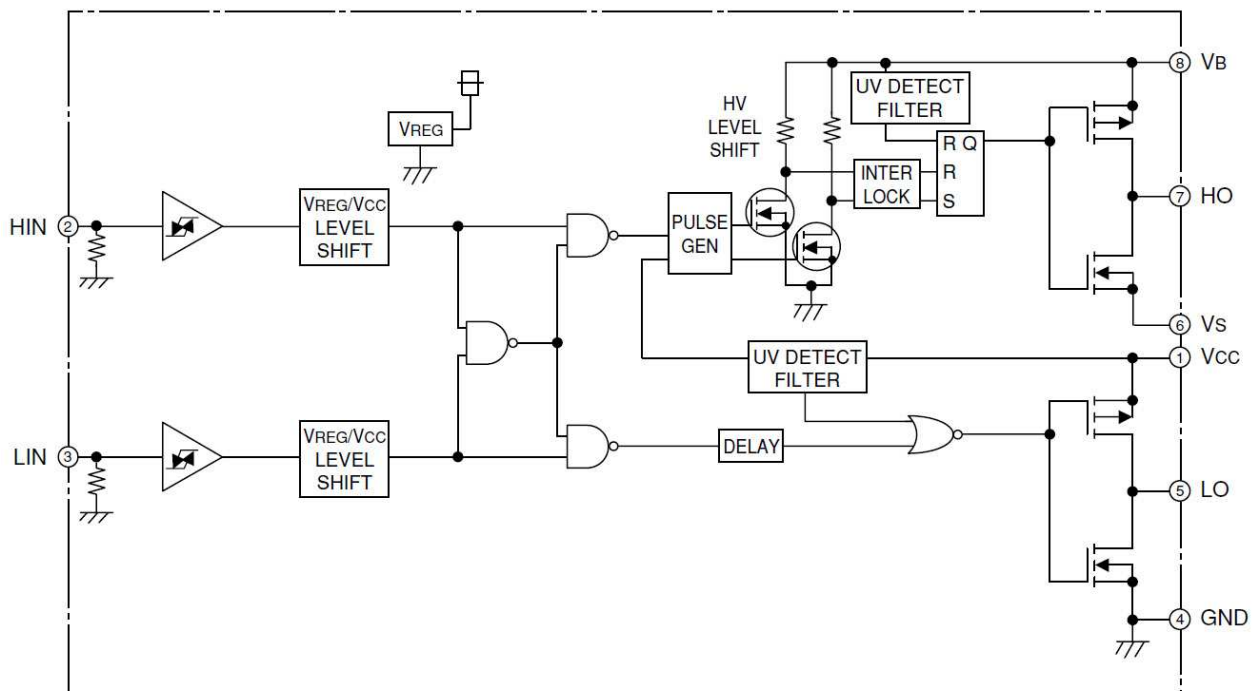 8 VB
UV DETECT
FILTER
HV
LEVEL
SHIFT
VREG
R Q
R
S
INTER
LOCK
7 HO
HIN 2
VREG/VCC
LEVEL
SHIFT
PULSE
GEN
6 VS
1 VCC
UV DETECT
FILTER
LIN 3
VREG/VCC
LEVEL
SHIFT
DELAY
5 LO
4 GND